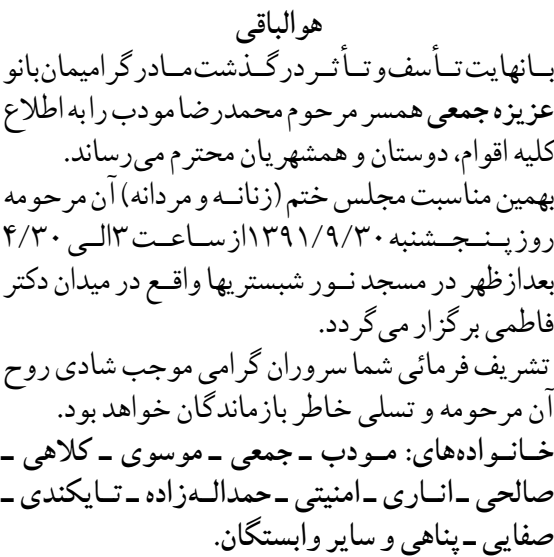 هوالباقی
بانهایت تأسف و تأثر درگذشت مادر گرامیمان بانو
عزیزه جمعی همسر مرحوم محمدرضا مودب را به اطلاع
کلیه اقوام، دوستان و همشهریان محترم می‌رساند.
بهمین مناسبت مجلس ختم (زنانه و مردانه) آن مرحومه
روز پنجشنبه ۱۳۹۱/۹/۳۰ از ساعت ۳ الی ۴/۳۰
بعدازظهر در مسجد نور شبستریها واقع در میدان دکتر
فاطمی برگزار می‌گردد.
تشریف فرمائی شما سروران گرامی موجب شادی روح
آن مرحومه و تسلی خاطر بازماندگان خواهد بود.
خانواده‌های: مودب ـ جمعی ـ موسوی ـ کلاهی ـ
صالحی ـ اناری ـ امنیتی ـ حمداله‌زاده ـ تایکندی ـ
صفایی ـ پناهی و سایر وابستگان.